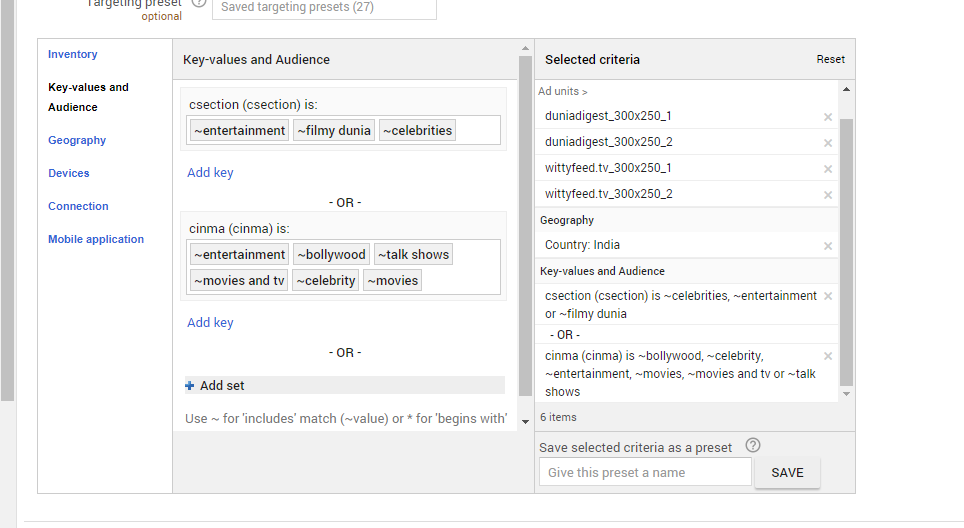 Targeting preset
optional
Saved targeting presets (27)
Inventory
Key-values and
Audience
Geography
Devices
Connection
Mobile application
Key-values and Audience
csection (csection) is:
~entertainment ~filmy dunia ~celebrities
Add key
- OR -
cinma (cinma) is:
~entertainment ~bollywood ~talk shows
~movies and tv ~celebrity ~movies
Add key
- OR -
Add set
Use ~ for 'includes' match (~value) or * for 'begins with'
Selected criteria Reset
Ad units >
duniadigest_300x250_1
duniadigest_300x250_2
wittyfeed.tv_300x250_1
wittyfeed.tv_300x250_2
Geography
Country: India
Key-values and Audience
csection (csection) is ~celebrities, ~entertainment
or ~filmy dunia
- OR -
cinma (cinma) is ~bollywood, ~celebrity,
~entertainment, ~movies, ~movies and tv or ~talk
shows
6 items
Save selected criteria as a preset ?
Give this preset a name SAVE